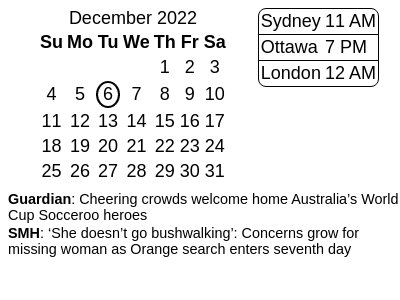 December 2022
Su Mo Tu We Th Fr Sa
1 2 3
4 5 6 7 8 9 10
11 12 13 14 15 16 17
18 19 20 21 22 23 24
25 26 27 28 29 30 31
Sydney 11 AM
Ottawa 7 PM
London 12 AM
Guardian: Cheering crowds welcome home Australia’s World
Cup Socceroo heroes
SMH: ‘She doesn’t go bushwalking’: Concerns grow for
missing woman as Orange search enters seventh day